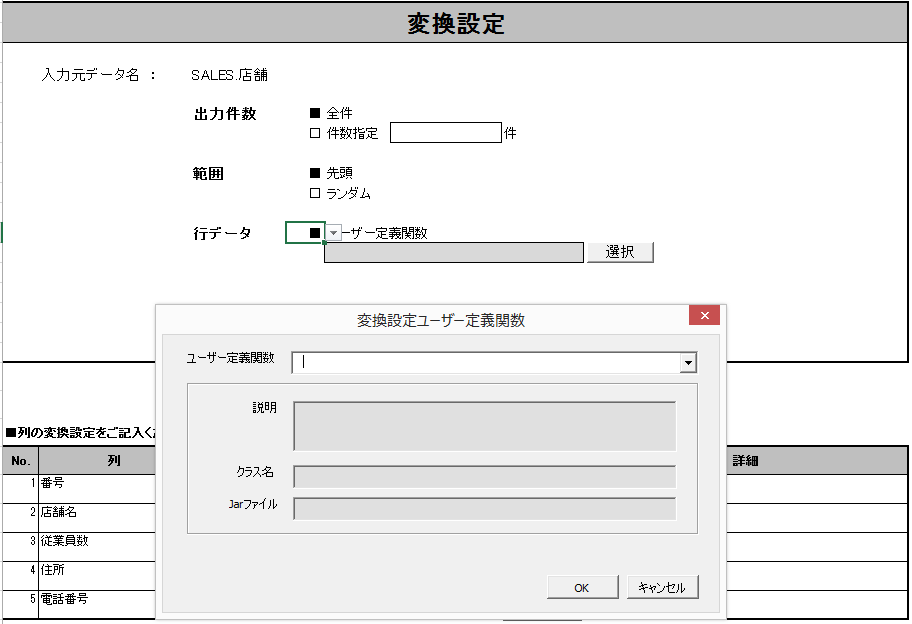 変換設定
入力元データ名 : SALES.店舗
出力件数 ■ 全件
□ 件数指定 件
範囲 ■ 先頭
□ ランダム
行データ ■ ーザー定義関数
選択
変換設定ユーザー定義関数
ユーザー定義関数
説明
クラス名
Jarファイル
OK キャンセル
■列の変換設定をご記入く
No. 列 詳細
1 番号
2 店舗名
3 従業員数
4 住所
5 電話番号